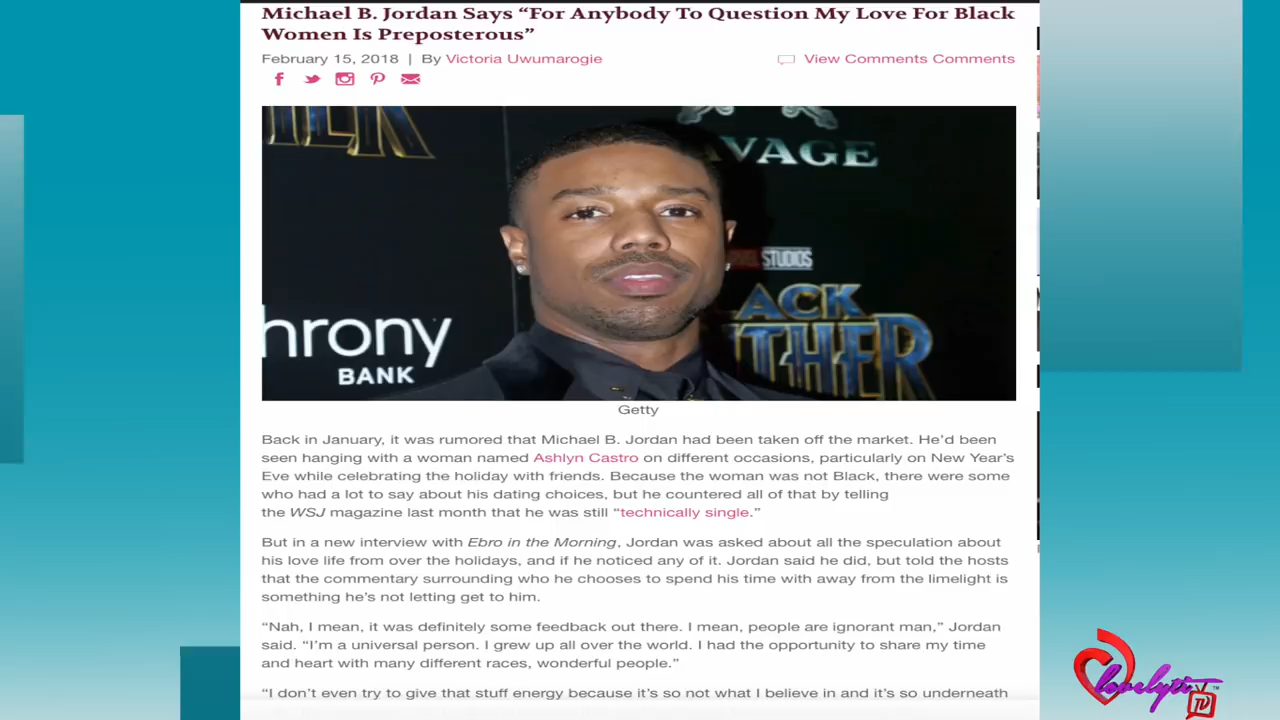 Michael B. Jordan Says “For Anybody To Question My Love For Black
Women Is Preposterous”
February 15, 2018 | By Victoria Uwumarogie
View Comments Comments
AVAGE
STUDIOS
ACK
THER
hrony
BANK
Getty
Back in January, it was rumored that Michael B. Jordan had been taken off the market. He’d been
seen hanging with a woman named Ashlyn Castro on different occasions, particularly on New Year’s
Eve while celebrating the holiday with friends. Because the woman was not Black, there were some
who had a lot to say about his dating choices, but he countered all of that by telling
the WSJ magazine last month that he was still “technically single.”
But in a new interview with Ebro in the Morning, Jordan was asked about all the speculation about
his love life from over the holidays, and if he noticed any of it. Jordan said he did, but told the hosts
that the commentary surrounding who he chooses to spend his time with away from the limelight is
something he’s not letting get to him.
“Nah, I mean, it was definitely some feedback out there. I mean, people are ignorant man,” Jordan
said. “I’m a universal person. I grew up all over the world. I had the opportunity to share my time
and heart with many different races, wonderful people.”
“I don’t even try to give that stuff energy because it’s so not what I believe in and it’s so underneath
lovelyti TV